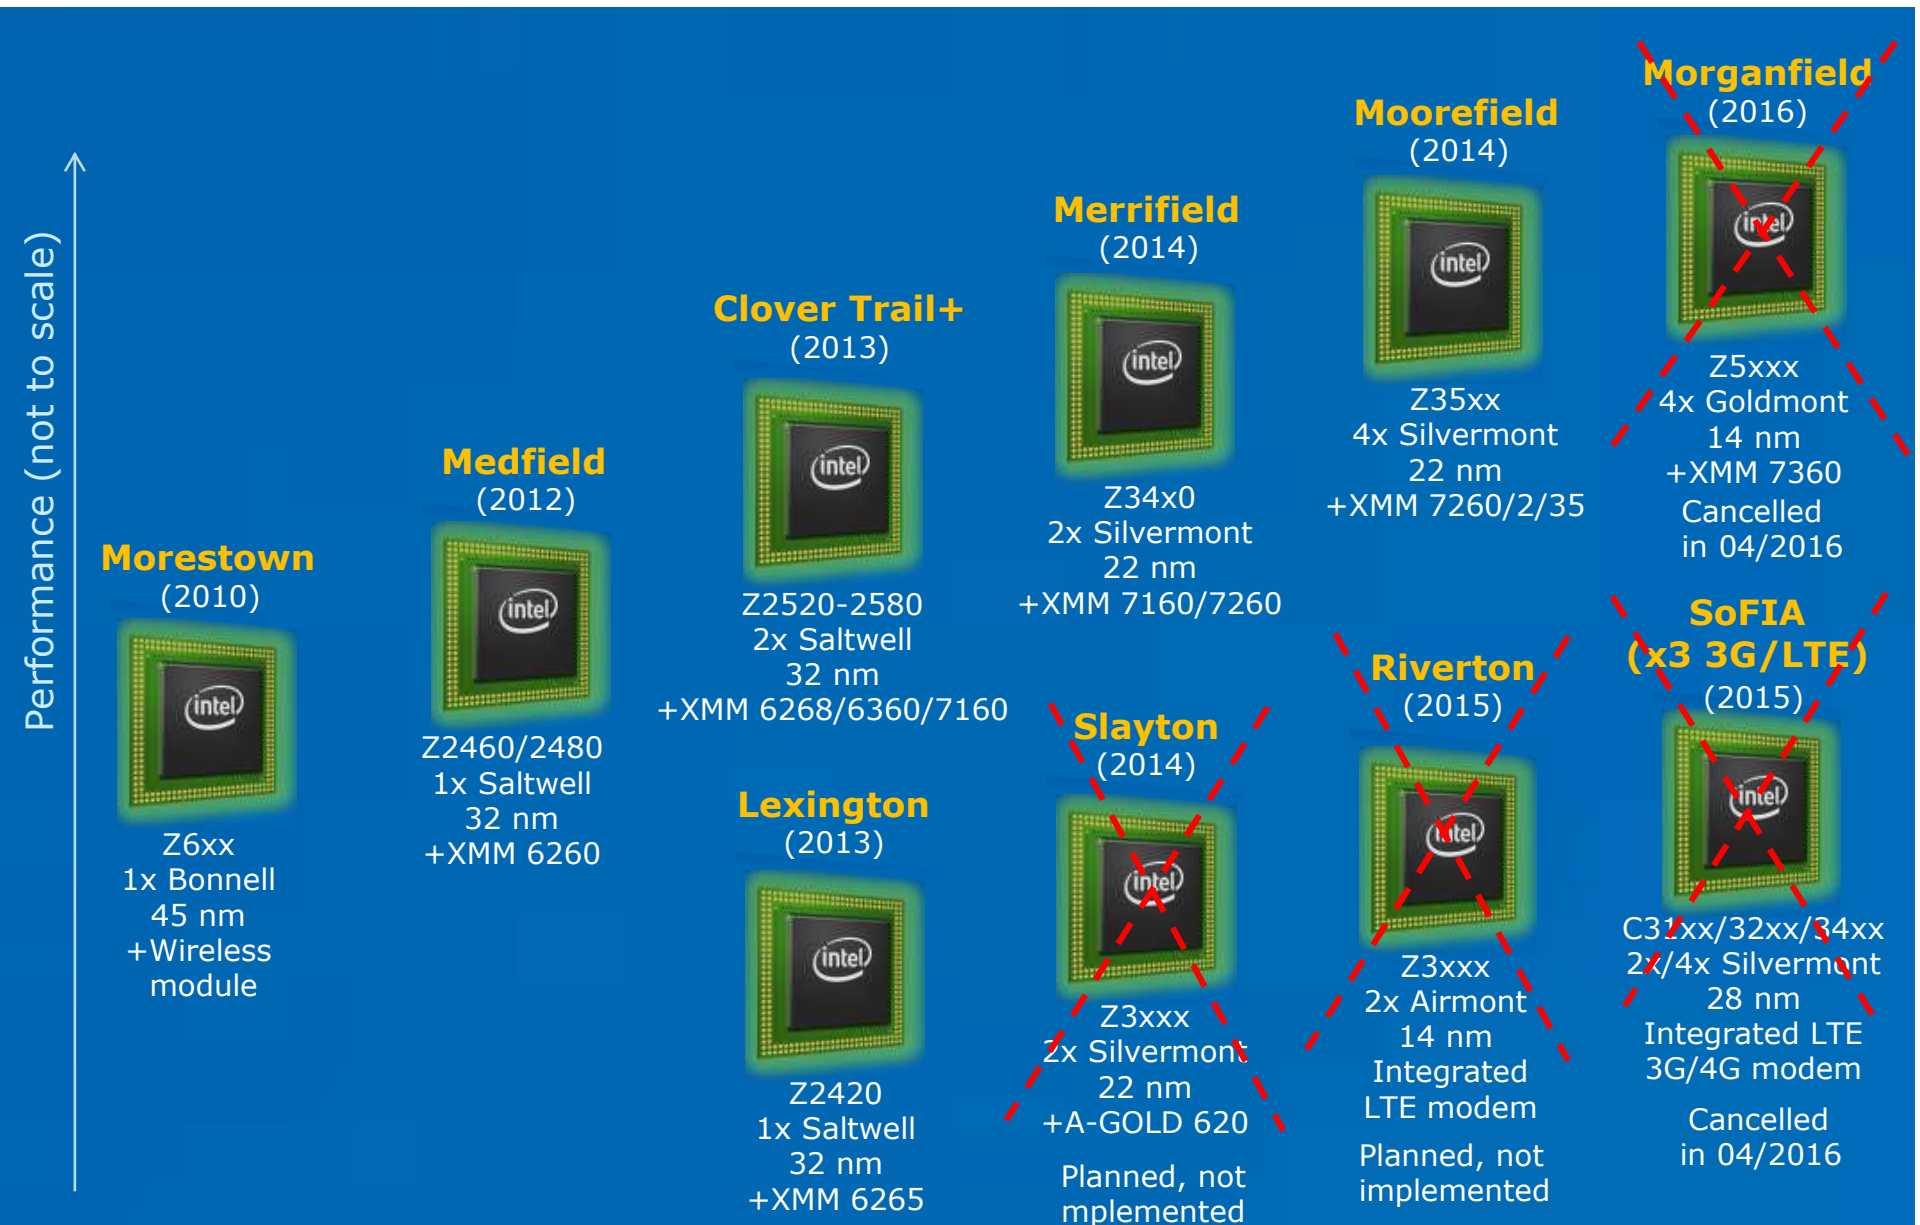 Performance (not to scale)
Morestown
(2010)
intel
Z6xx
1x Bonnell
45 nm
+Wireless
module
Medfield
(2012)
intel
Z2460/2480
1x Saltwell
32 nm
+XMM 6260
Clover Trail+
(2013)
intel
Z2520-2580
2x Saltwell
32 nm
+XMM 6268/6360/7160
Lexington
(2013)
intel
Z2420
1x Saltwell
32 nm
+XMM 6265
Merrifield
(2014)
intel
Z34x0
2x Silvermont
22 nm
+XMM 7160/7260
Slayton
(2014)
intel
Z3xxx
2x Silvermont
22 nm
+A-GOLD 620
Planned, not
mplemented
Moorefield
(2014)
intel
Z35xx
4x Silvermont
22 nm
+XMM 7260/2/35
Riverton
(2015)
intel
Z3xxx
2x Airmont
14 nm
Integrated
LTE modem
Planned, not
implemented
Morganfield
(2016)
intel
Z5xxx
4x Goldmont
14 nm
+XMM 7360
Cancelled
in 04/2016
SoFIA
(x3 3G/LTE)
(2015)
intel
C31xx/32xx/34xx
2x/4x Silvermont
28 nm
Integrated LTE
3G/4G modem
Cancelled
in 04/2016